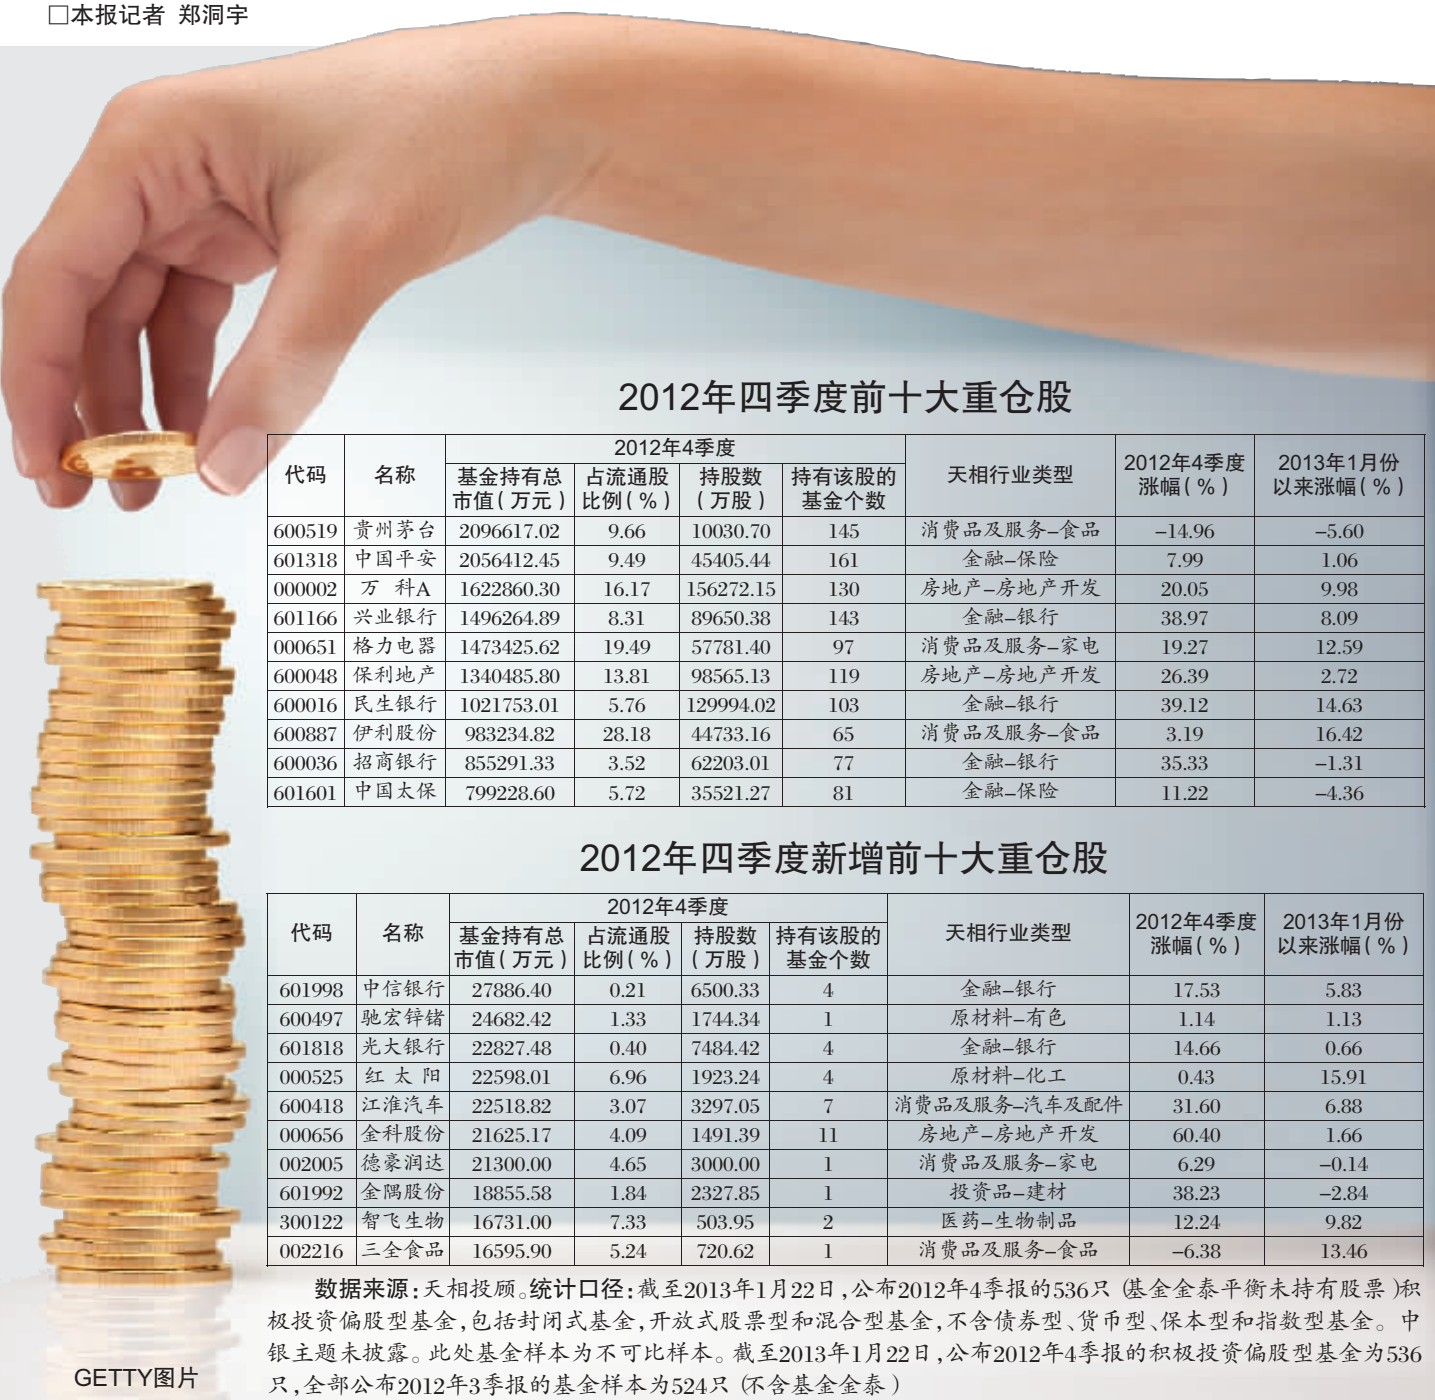 □本报记者 郑洞宇
2012年四季度前十大重仓股
代码 名称 2012年4季度 天相行业类型 2012年4季度涨幅(%) 2013年1月份以来涨幅(%)
基金持有总市值(万元) 占流通股比例(%) 持股数(万股) 持有该股的基金个数
600519 贵州茅台 2096617.02 9.66 10030.70 145 消费品及服务–食品 –14.96 –5.60
601318 中国平安 2056412.45 9.49 45405.44 161 金融–保险 7.99 1.06
000002 万 科A 1622860.30 16.17 156272.15 130 房地产–房地产开发 20.05 9.98
601166 兴业银行 1496264.89 8.31 89650.38 143 金融–银行 38.97 8.09
000651 格力电器 1473425.62 19.49 57781.40 97 消费品及服务–家电 19.27 12.59
600048 保利地产 1340485.80 13.81 98565.13 119 房地产–房地产开发 26.39 2.72
600016 民生银行 1021753.01 5.76 129994.02 103 金融–银行 39.12 14.63
600887 伊利股份 983234.82 28.18 44733.16 65 消费品及服务–食品 3.19 16.42
600036 招商银行 855291.33 3.52 62203.01 77 金融–银行 35.33 –1.31
601601 中国太保 799228.60 5.72 35521.27 81 金融–保险 11.22 –4.36
2012年四季度新增前十大重仓股
代码 名称 2012年4季度 天相行业类型 2012年4季度涨幅(%) 2013年1月份以来涨幅(%)
基金持有总市值(万元) 占流通股比例(%) 持股数(万股) 持有该股的基金个数
601998 中信银行 27886.40 0.21 6500.33 4 金融–银行 17.53 5.83
600497 驰宏锌锗 24682.42 1.33 1744.34 1 原材料–有色 1.14 1.13
601818 光大银行 22827.48 0.40 7484.42 4 金融–银行 14.66 0.66
000525 红 太 阳 22598.01 6.96 1923.24 4 原材料–化工 0.43 15.91
600418 江淮汽车 22518.82 3.07 3297.05 7 消费品及服务–汽车及配件 31.60 6.88
000656 金科股份 21625.17 4.09 1491.39 11 房地产–房地产开发 60.40 1.66
002005 德豪润达 21300.00 4.65 3000.00 1 消费品及服务–家电 6.29 –0.14
601992 金隅股份 18855.58 1.84 2327.85 1 投资品–建材 38.23 –2.84
300122 智飞生物 16731.00 7.33 503.95 2 医药–生物制品 12.24 9.82
002216 三全食品 16595.90 5.24 720.62 1 消费品及服务–食品 –6.38 13.46
数据来源:天相投顾。统计口径:截至2013年1月22日,公布2012年4季报的536只(基金金泰平衡未持有股票)积
极投资偏股型基金,包括封闭式基金,开放式股票型和混合型基金,不含债券型、货币型、保本型和指数型基金。中
银主题未披露。此处基金样本为不可比样本。截至2013年1月22日,公布2012年4季报的积极投资偏股型基金为536
只,全部公布2012年3季报的基金样本为524只(不含基金金泰)
GETTY图片